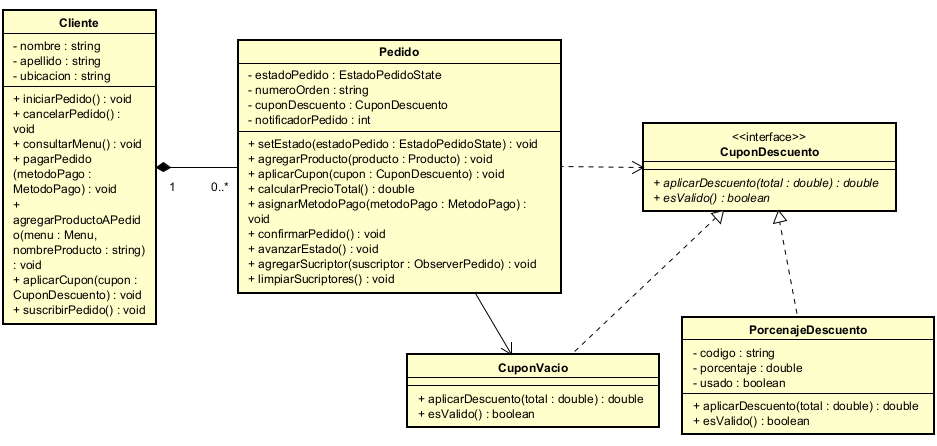 Cliente
- nombre : string
- apellido : string
- ubicacion : string
+ iniciarPedido() : void
+ cancelarPedido() :
void
+ consultarMenu() : void
+ pagarPedido
(metodoPago :
MetodoPago) : void
+
agregarProductoAPedi
do(menu : Menu,
nombreProducto : string)
: void
+ aplicarCupon(cupon :
CuponDescuento) : void
+ suscribirPedido() : void
1
0..*
Pedido
- estadoPedido : EstadoPedidoState
- numeroOrden : string
- cuponDescuento : CuponDescuento
- notificadorPedido : int
+ setEstado(estadoPedido : EstadoPedidoState) : void
+ agregarProducto(producto : Producto) : void
+ aplicarCupon(cupon : CuponDescuento) : void
+ calcularPrecioTotal() : double
+ asignarMetodoPago(metodoPago : MetodoPago) :
void
+ confirmarPedido() : void
+ avanzarEstado() : void
+ agregarSucriptor(suscriptor : ObserverPedido) : void
+ limpiarSucriptores() : void
<<interface>>
CuponDescuento
+ aplicarDescuento(total : double) : double
+ esValido() : boolean
CuponVacio
+ aplicarDescuento(total : double) : double
+ esValido() : boolean
PorcenajeDescuento
- codigo : string
- porcentaje : double
- usado : boolean
+ aplicarDescuento(total : double) : double
+ esValido() : boolean